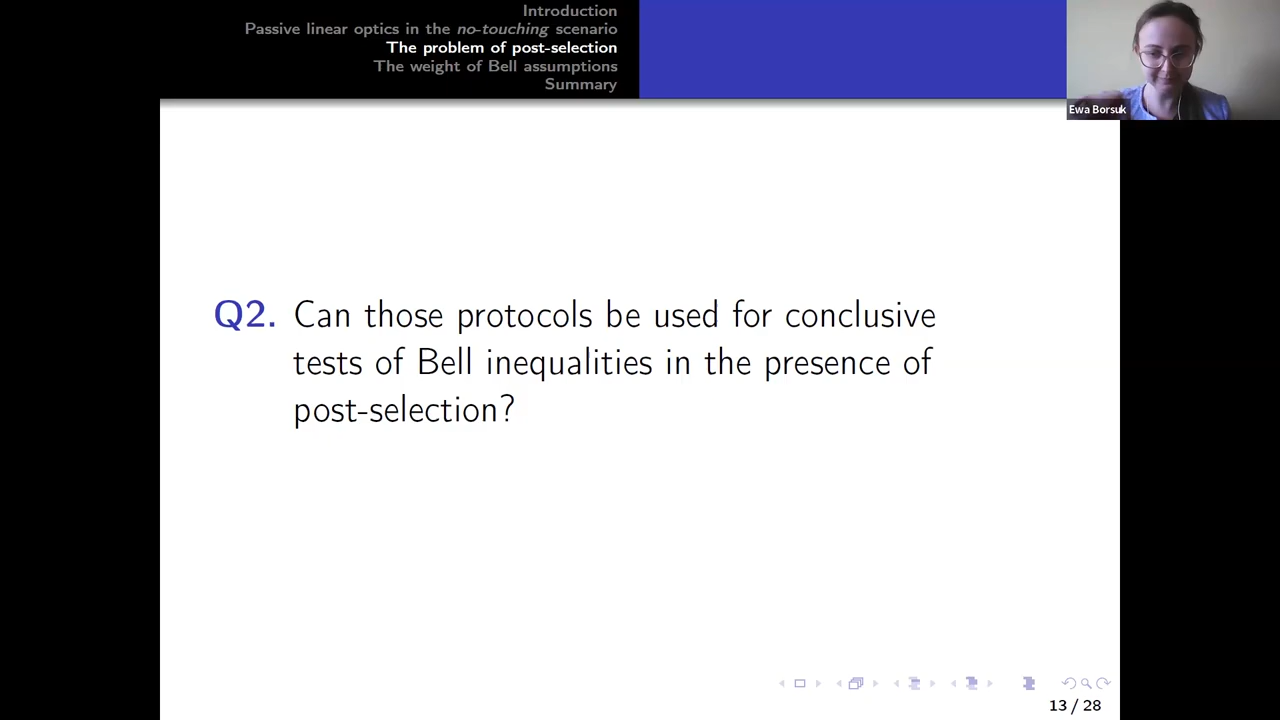 Introduction
Passive linear optics in the no-touching scenario
The problem of post-selection
The weight of Bell assumptions
Summary
Ewa Borsuk
Q2. Can those protocols be used for conclusive
tests of Bell inequalities in the presence of
post-selection?
13 / 28